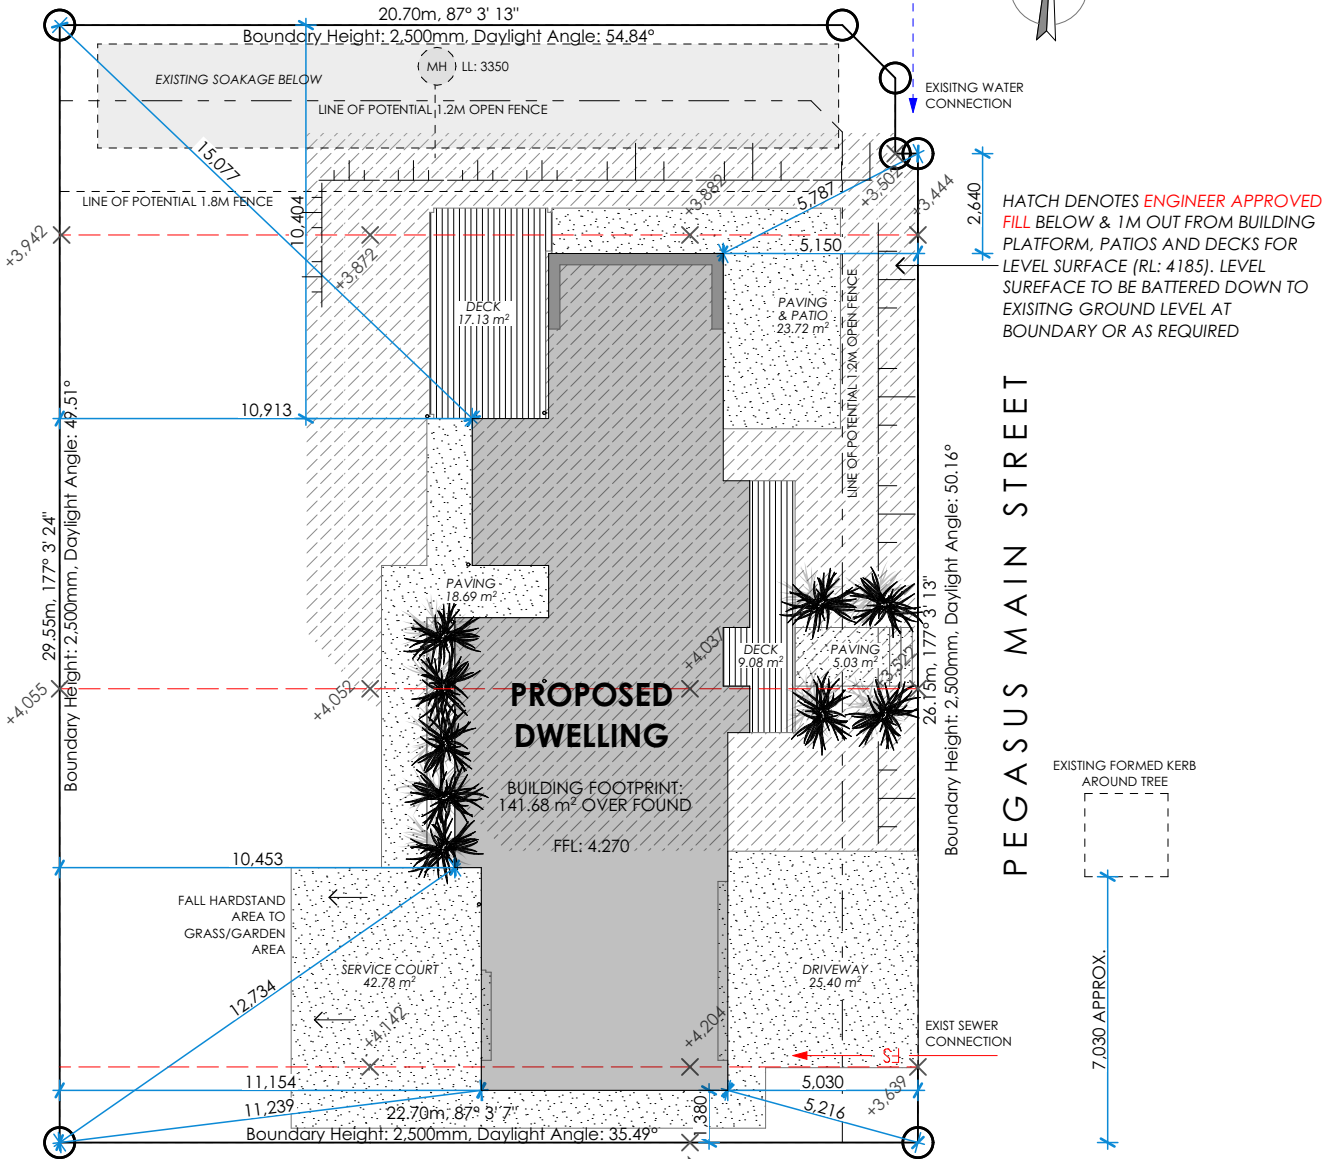 20.70m, 87° 3' 13"
Boundary Height: 2,500mm, Daylight Angle: 54.84°
EXISTING SOAKAGE BELOW
MH
LL: 3350
LINE OF POTENTIAL 1.2M OPEN FENCE
EXISITNG WATER
CONNECTION
15,077
LINE OF POTENTIAL 1.8M FENCE
10,404
+3,942
+3,872
+3,882
5,787
+3,502
+3,444
2,640
5,150
HATCH DENOTES ENGINEER APPROVED
FILL BELOW & 1M OUT FROM BUILDING
PLATFORM, PATIOS AND DECKS FOR
LEVEL SURFACE (RL: 4185). LEVEL
SUREFACE TO BE BATTERED DOWN TO
EXISITNG GROUND LEVEL AT
BOUNDARY OR AS REQUIRED
DECK
17.13 m²
PAVING
& PATIO
23.72 m²
LINE OF POTENTIAL 1.2M OPEN FENCE
10,913
29.55m, 177° 3' 24"
Boundary Height: 2,500mm, Daylight Angle: 49.51°
PAVING
18.69 m²
+4,055
+4,052
+4,037
DECK
9.08 m²
PAVING
5.03 m²
+3,522
26.15m, 177° 3' 13"
Boundary Height: 2,500mm, Daylight Angle: 50.16°
PEGASUS MAIN STREET
PROPOSED
DWELLING
BUILDING FOOTPRINT:
141.68 m² OVER FOUND
FFL: 4.270
EXISTING FORMED KERB
AROUND TREE
10,453
FALL HARDSTAND
AREA TO
GRASS/GARDEN
AREA
SERVICE COURT
42.78 m²
12,734
+4,142
+4,204
DRIVEWAY
25.40 m²
EXIST SEWER
CONNECTION
FS
7,030 APPROX.
11,154
5,030
+3,639
11,239
22.70m, 87° 3' 7"
1,380
5,216
Boundary Height: 2,500mm, Daylight Angle: 35.49°